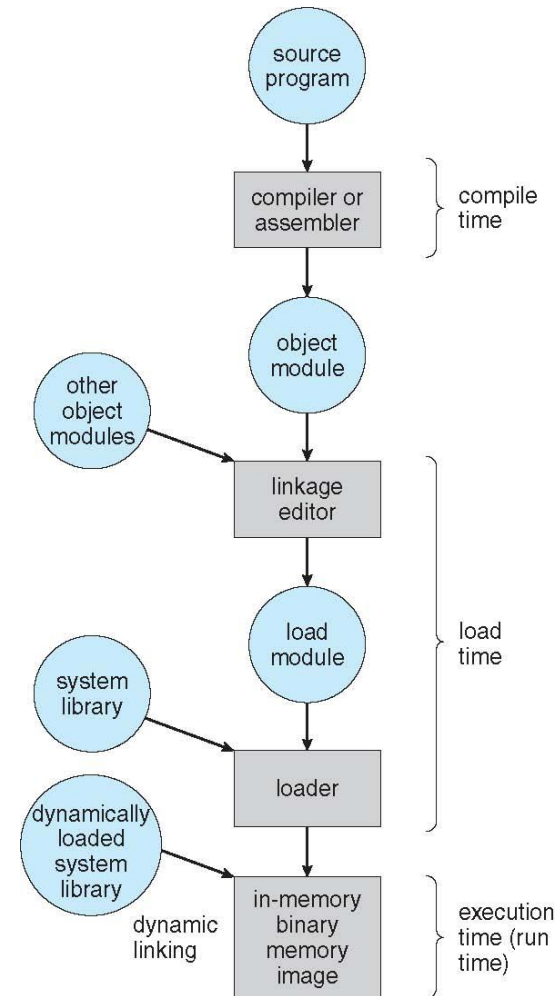 source
program
compiler or
assembler
compile
time
object
module
other
object
modules
linkage
editor
load
module
load
time
system
library
loader
dynamically
loaded
system
library
dynamic
linking
in-memory
binary
memory
image
execution
time (run
time)